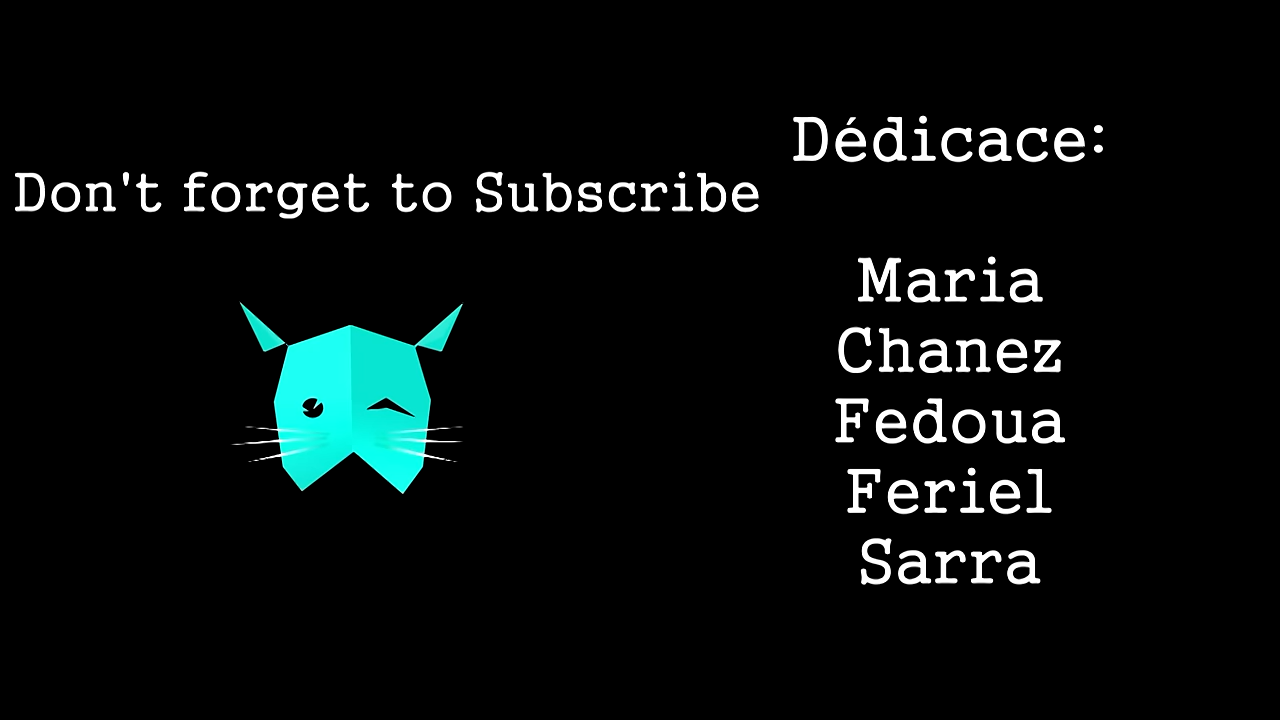 Don't forget to Subscribe
Dédicace:
Maria
Chanez
Fedoua
Feriel
Sarra